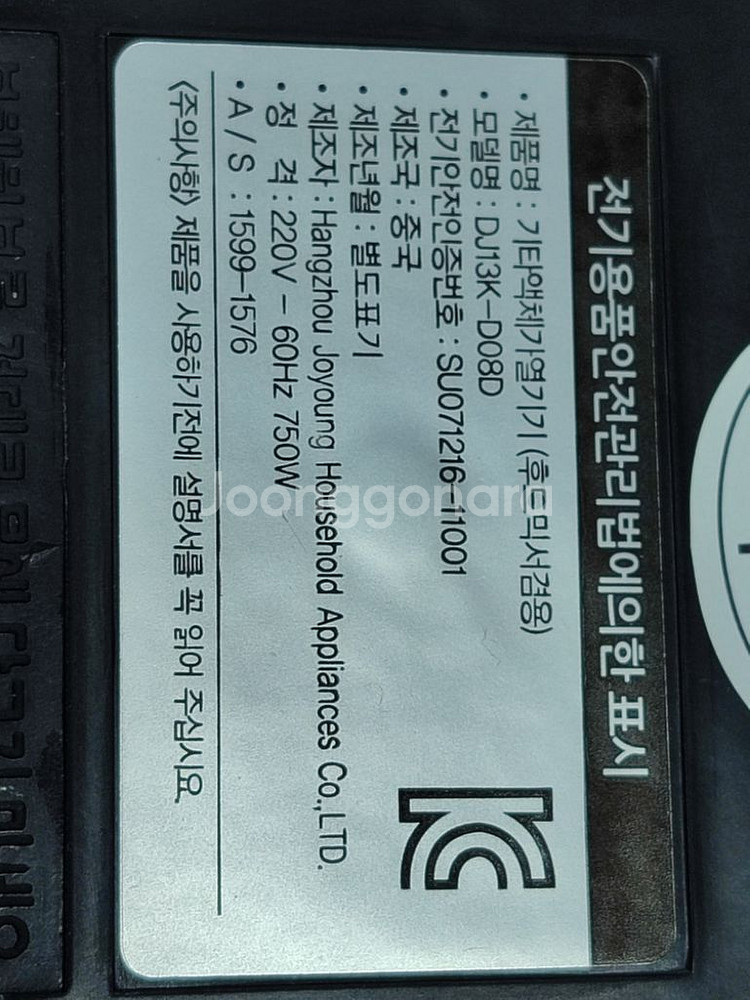 전기용품안전관리법에의한 표시
• 제품명 : 기타액체가열기기 (후드믹서겸용)
• 모델명 : DJ13K-D08D
• 전기안전인증번호 : SU071216-11001
• 제조국 : 중국
• 제조년월 : 별도표기
• 제조자 : Hangzhou Joyoung Household Appliances Co.,LTD.
• 정 격 : 220V - 60Hz 750W
• A / S : 1599-1576
(주의사항) 제품을 사용하기전에 설명서를 꼭 읽어 주십시요.
Joonggonara